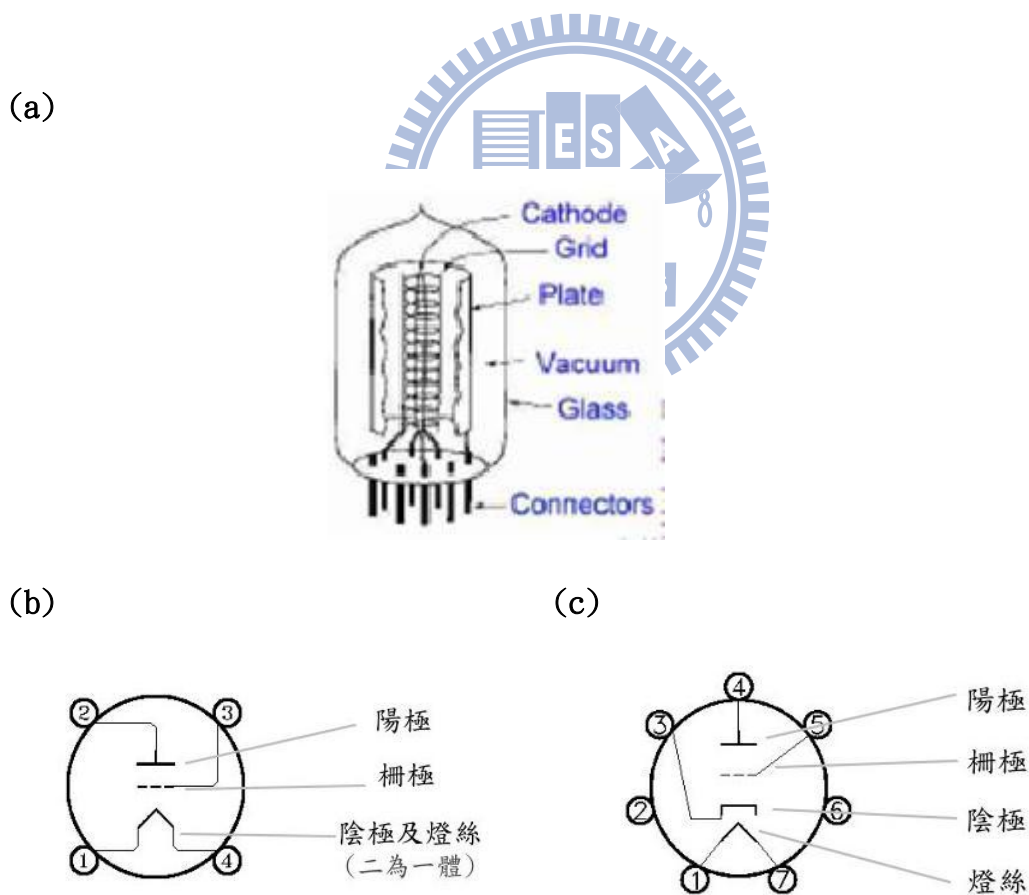 (a)
E S A
Cathode
Grid
Plate
Vacuum
Glass
Connectors
(b)
(c)
② ③
陽極
柵極
陰極及燈絲
(二為一體)
① ④
④
③ ⑤
陽極
柵極
② ⑥
陰極
① ⑦
燈絲